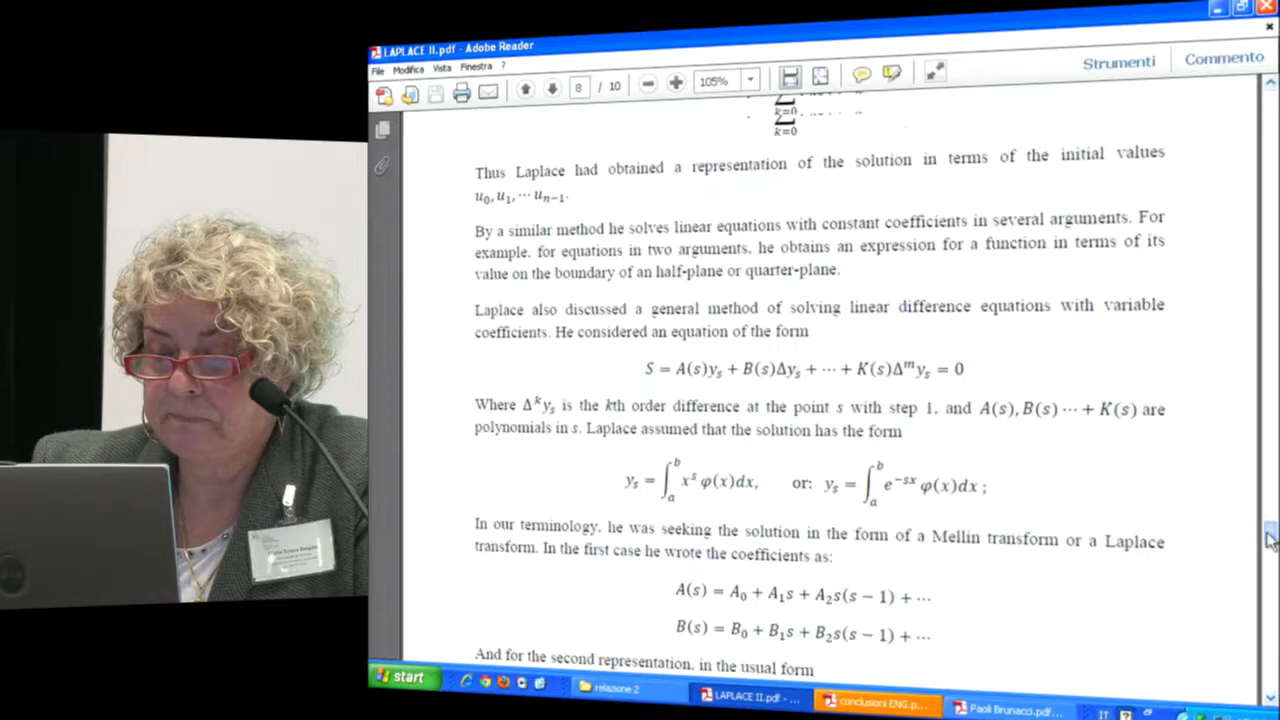 LAPLACE II.pdf - Adobe Reader
File Modifica Vista Finestra ?
8 / 10 105% Strumenti Commento
∑ k=0
∑ k=0
Thus Laplace had obtained a representation of the solution in terms of the initial values
u₀, u₁, ⋯ uₙ₋₁.
By a similar method he solves linear equations with constant coefficients in several arguments. For
example, for equations in two arguments, he obtains an expression for a function in terms of its
value on the boundary of an half-plane or quarter-plane.
Laplace also discussed a general method of solving linear difference equations with variable
coefficients. He considered an equation of the form
S = A(s)yₛ + B(s)Δyₛ + ⋯ + K(s)Δᵐyₛ = 0
Where Δᵏyₛ is the kth order difference at the point s with step 1, and A(s), B(s) ⋯ + K(s) are
polynomials in s. Laplace assumed that the solution has the form
yₛ = ∫ₐᵇ xˢ φ(x)dx, or: yₛ = ∫ₐᵇ e⁻ˢˣ φ(x)dx ;
In our terminology, he was seeking the solution in the form of a Mellin transform or a Laplace
transform. In the first case he wrote the coefficients as:
A(s) = A₀ + A₁s + A₂s(s − 1) + ⋯
B(s) = B₀ + B₁s + B₂s(s − 1) + ⋯
And for the second representation, in the usual form
start relazione 2 LAPLACE II.pdf - ... conclusioni ENG.p... Paoli Brunacci.pdf... IT